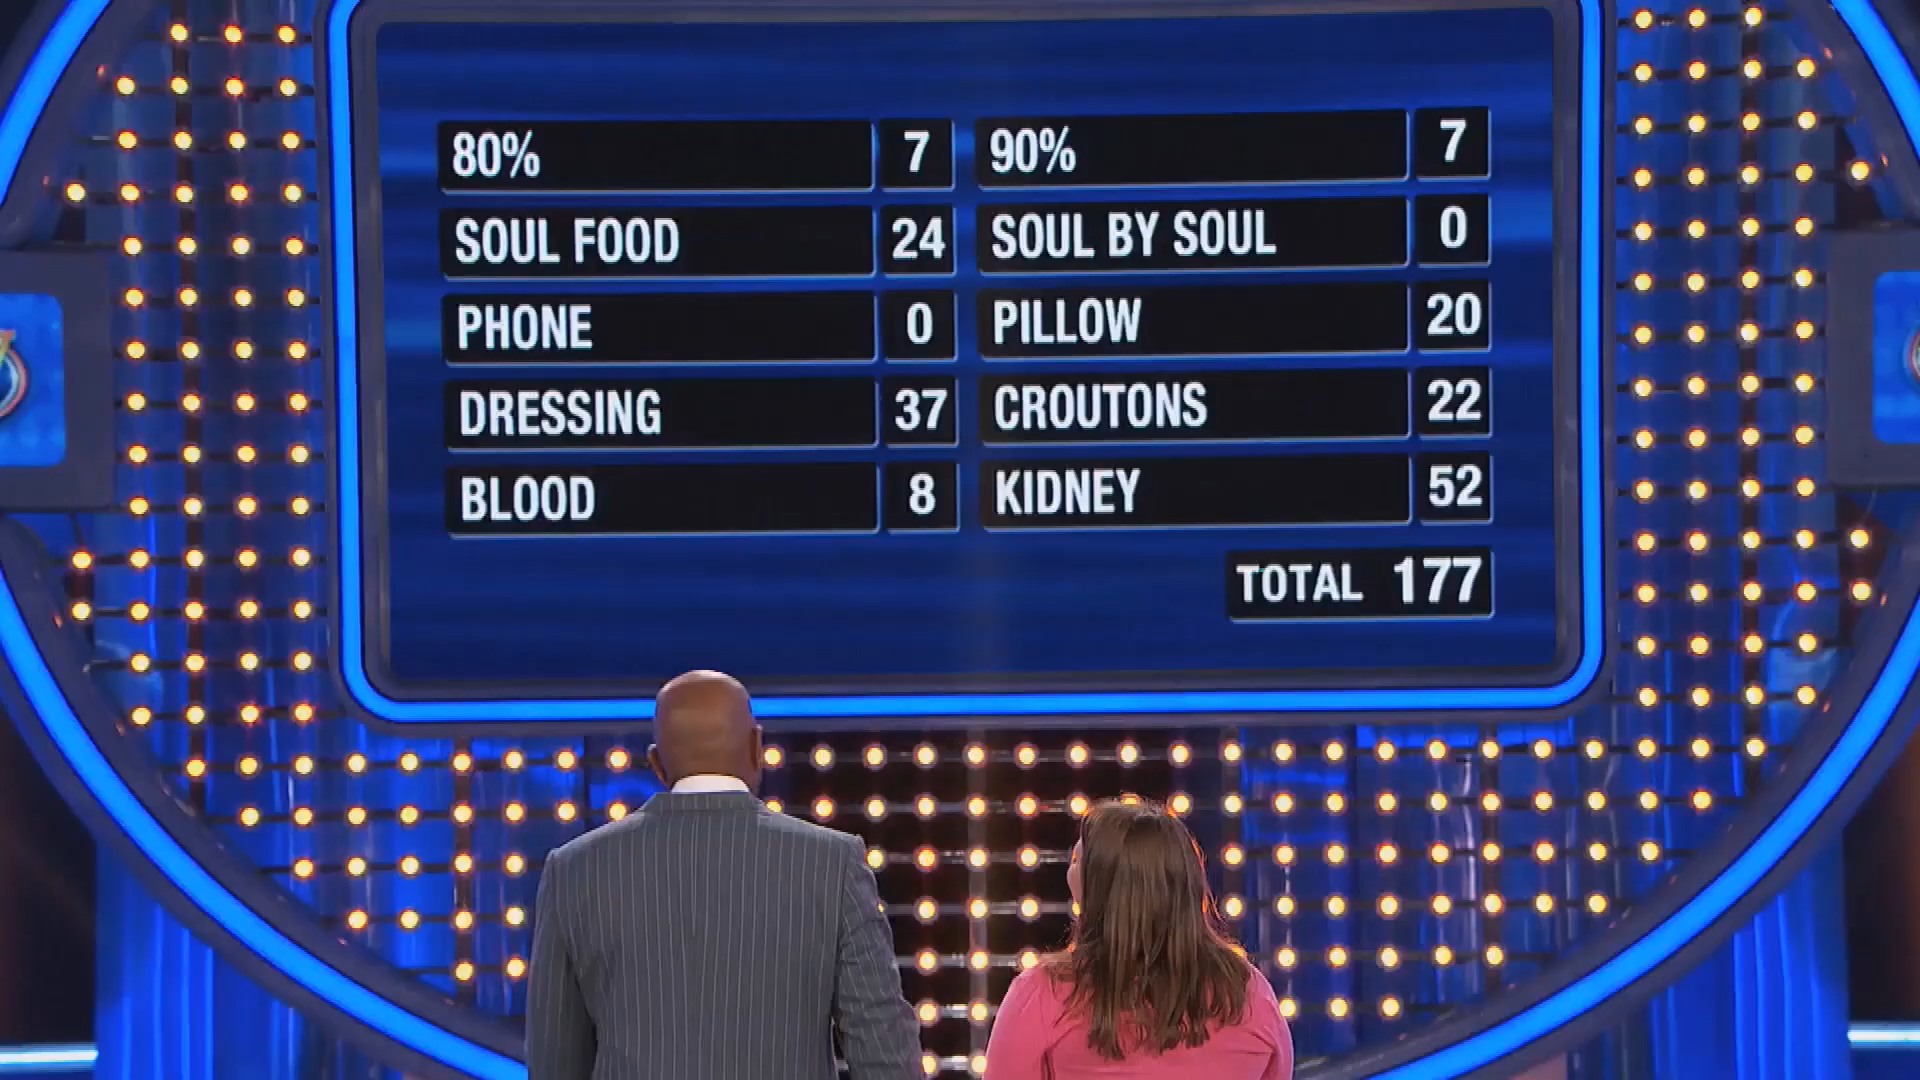 80% 7 90% 7
SOUL FOOD 24 SOUL BY SOUL 0
PHONE 0 PILLOW 20
DRESSING 37 CROUTONS 22
BLOOD 8 KIDNEY 52
TOTAL 177